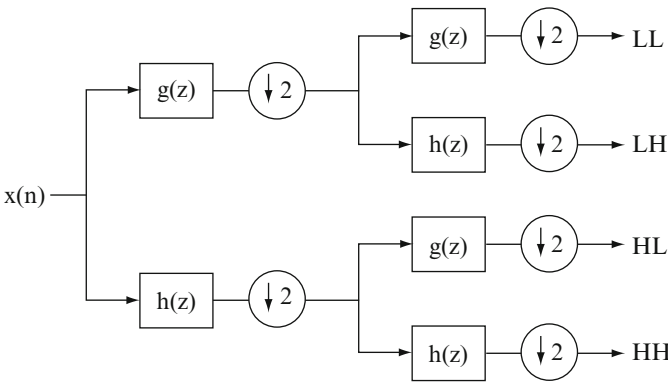 g(z) ↓ 2 LL
g(z) ↓ 2
h(z) ↓ 2 LH
x(n)
g(z) ↓ 2 HL
h(z) ↓ 2
h(z) ↓ 2 HH